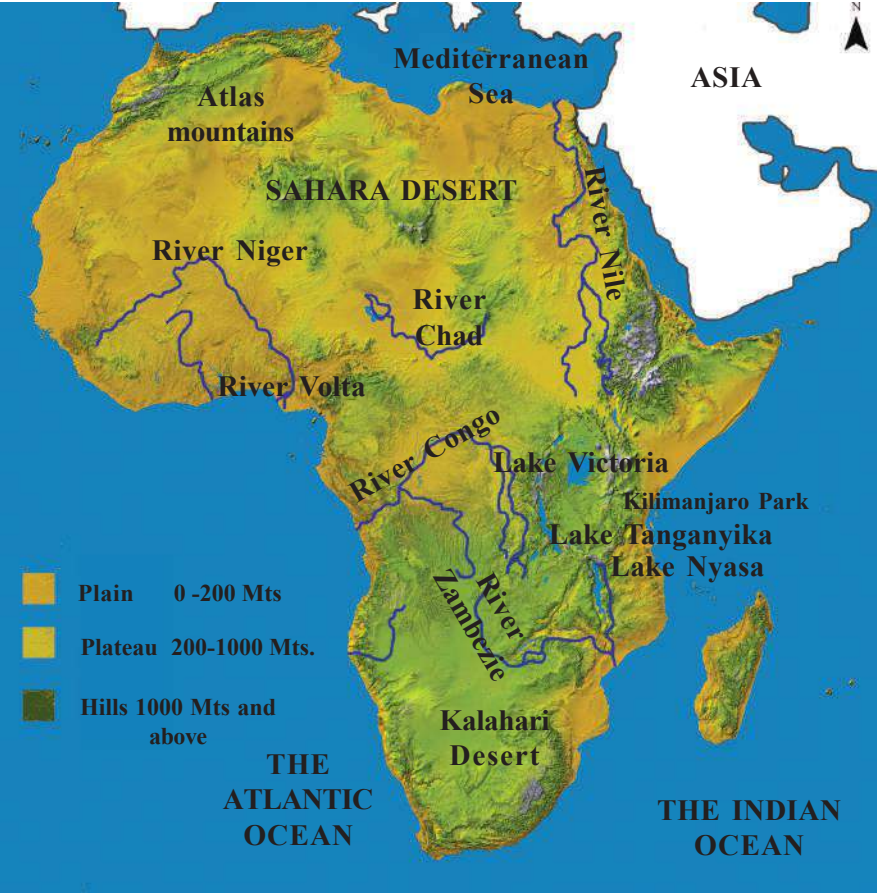 N
Mediterranean
Sea
ASIA
Atlas
mountains
SAHARA DESERT
River Nile
River Niger
River
Chad
River Volta
River Congo
Lake Victoria
Kilimanjaro Park
Lake Tanganyika
Lake Nyasa
River
Zambezie
Plain 0 -200 Mts
Plateau 200-1000 Mts.
Hills 1000 Mts and
above
Kalahari
Desert
THE
ATLANTIC
OCEAN
THE INDIAN
OCEAN